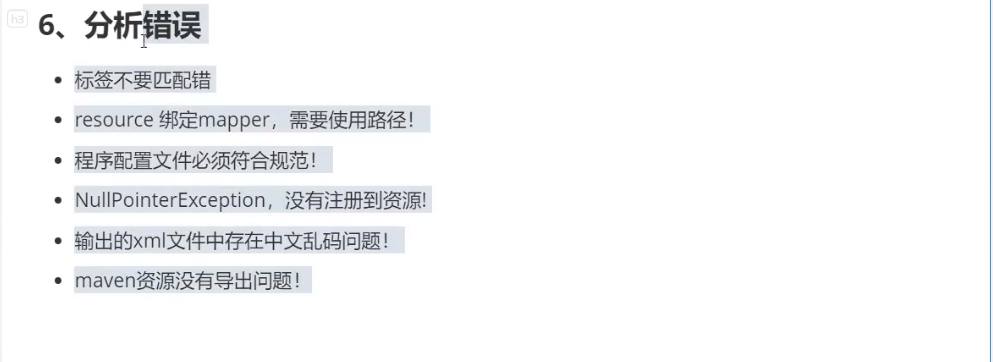 h3
6、分析错误
标签不要匹配错
resource 绑定mapper，需要使用路径！
程序配置文件必须符合规范！
NullPointerException，没有注册到资源!
输出的xml文件中存在中文乱码问题！
maven资源没有导出问题！